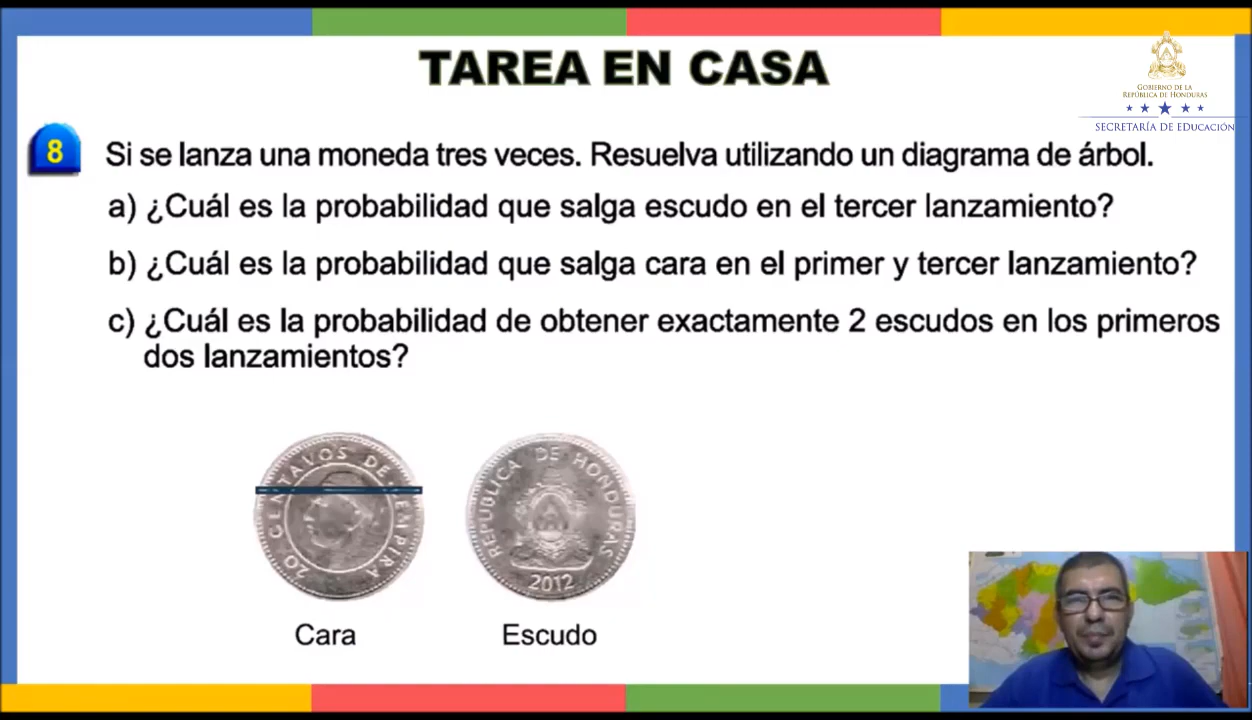 TAREA EN CASA
GOBIERNO DE LA
REPÚBLICA DE HONDURAS
SECRETARÍA DE EDUCACIÓN
8
Si se lanza una moneda tres veces. Resuelva utilizando un diagrama de árbol.
a) ¿Cuál es la probabilidad que salga escudo en el tercer lanzamiento?
b) ¿Cuál es la probabilidad que salga cara en el primer y tercer lanzamiento?
c) ¿Cuál es la probabilidad de obtener exactamente 2 escudos en los primeros
dos lanzamientos?
20 CENTAVOS DE LEMPIRA
REPUBLICA DE HONDURAS
2012
Cara
Escudo